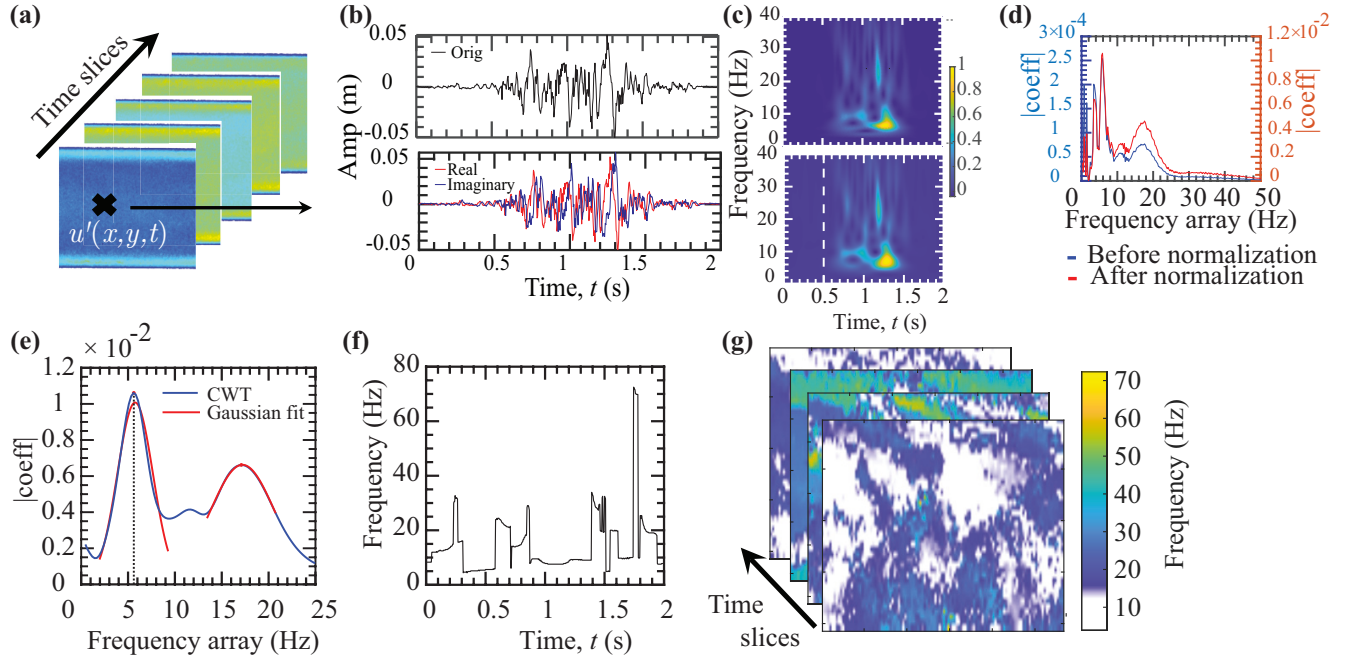 (a)
Time slices
u'(x,y,t)
(b)
0.05
0
-0.05
0.05
0
-0.05
Amp (m)
Orig
Real
Imaginary
0 0.5 1 1.5 2
Time, t (s)
(c)
40
30
20
10
0
40
30
20
10
0
Frequency (Hz)
0 0.5 1 1.5 2
Time, t (s)
1
0.8
0.6
0.4
0.2
0
(d)
3×10-4
2.5
2
1.5
1
0.5
0
|coeff|
1.2×10-2
1
0.8
0.6
0.4
0.2
0
|coeff|
0 10 20 30 40 50
Frequency array (Hz)
Before normalization
After normalization
(e)
× 10-2
1.2
1.0
0.8
0.6
0.4
0.2
0
|coeff|
CWT
Gaussian fit
0 5 10 15 20 25
Frequency array (Hz)
(f)
80
60
40
20
0
Frequency (Hz)
0 0.5 1 1.5 2
Time, t (s)
(g)
Time
slices
70
60
50
40
30
20
15
10
Frequency (Hz)